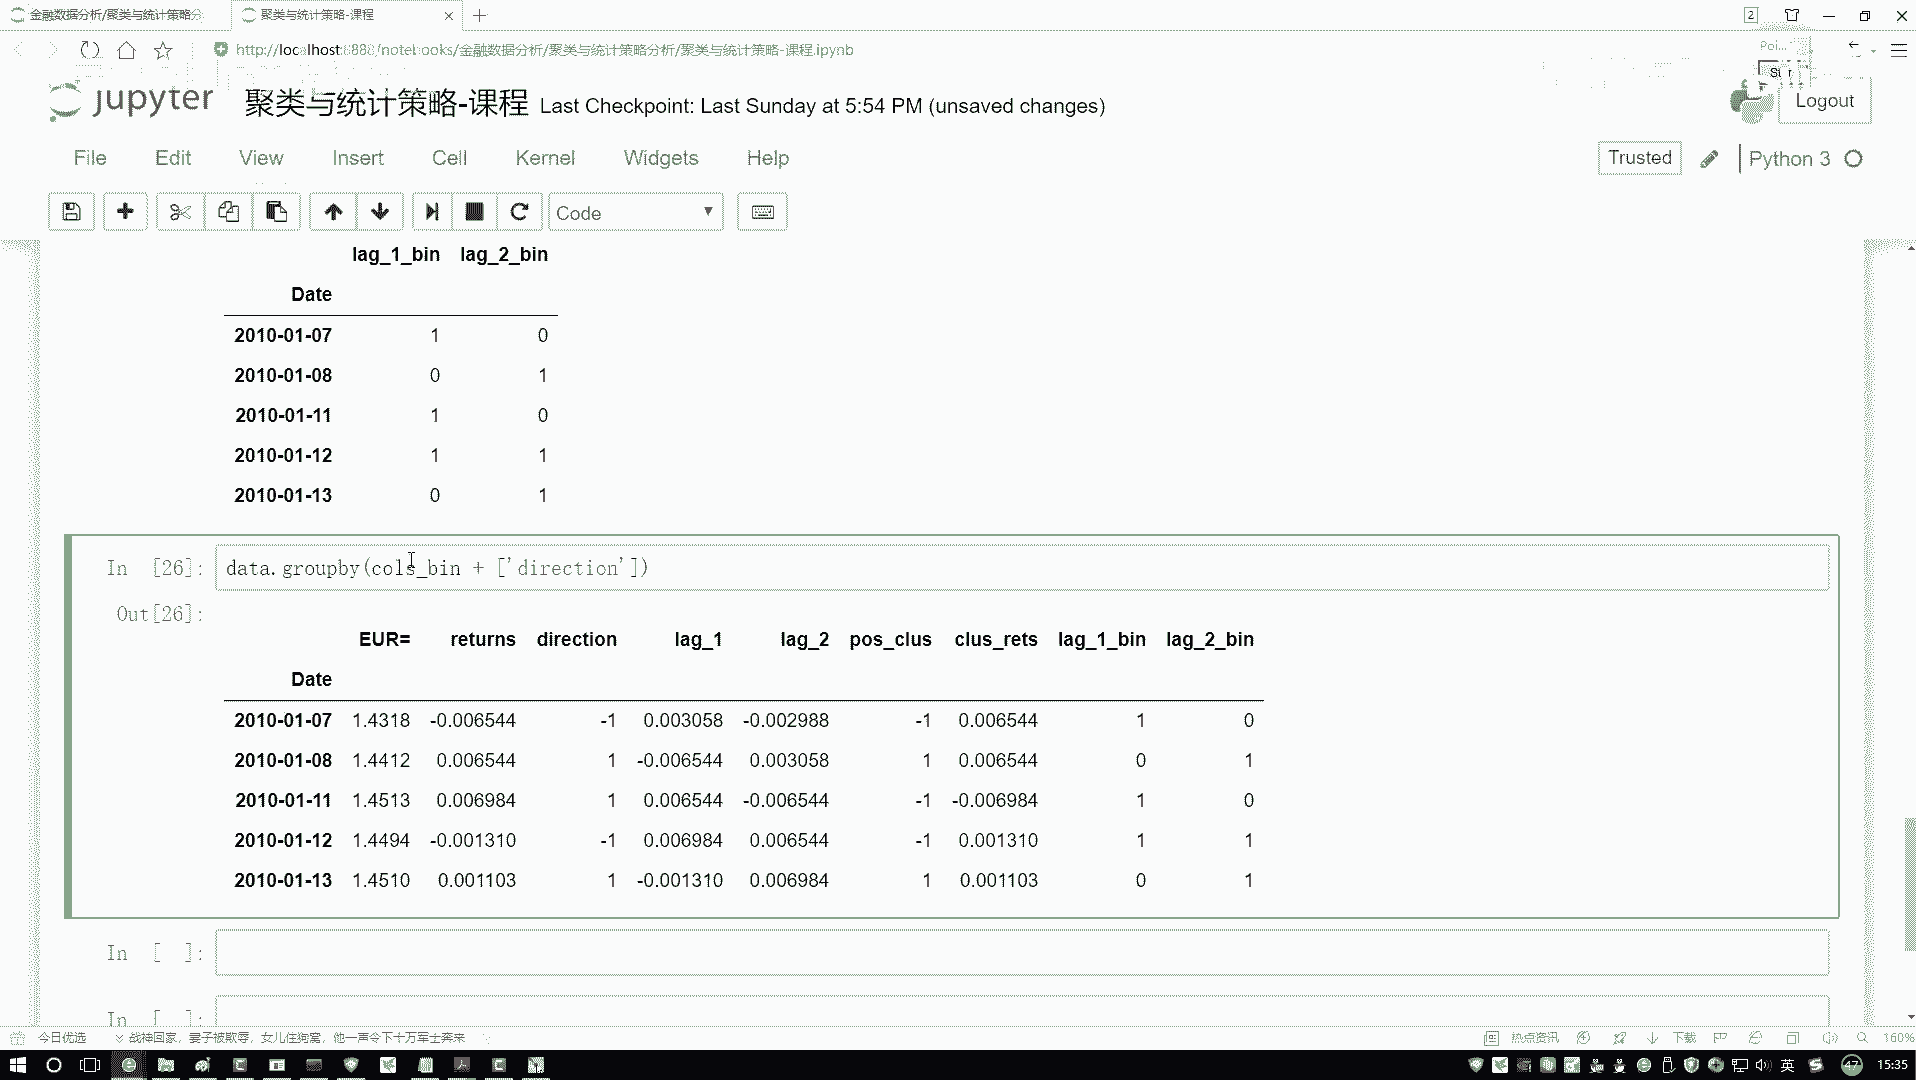 金融数据分析/聚类与统计策略分
聚类与统计策略-课程
2
http://localhost:8888/notebooks/金融数据分析/聚类与统计策略分析/聚类与统计策略-课程.ipynb
jupyter 聚类与统计策略-课程 Last Checkpoint: Last Sunday at 5:54 PM (unsaved changes)
Logout
File Edit View Insert Cell Kernel Widgets Help
Trusted Python 3
Code
lag_1_bin lag_2_bin
Date
2010-01-07 1 0
2010-01-08 0 1
2010-01-11 1 0
2010-01-12 1 1
2010-01-13 0 1
In [26]: data.groupby(cols_bin + ['direction'])
Out[26]:
EUR= returns direction lag_1 lag_2 pos_clus clus_rets lag_1_bin lag_2_bin
Date
2010-01-07 1.4318 -0.006544 -1 0.003058 -0.002988 -1 0.006544 1 0
2010-01-08 1.4412 0.006544 1 -0.006544 0.003058 1 0.006544 0 1
2010-01-11 1.4513 0.006984 1 0.006544 -0.006544 -1 -0.006984 1 0
2010-01-12 1.4494 -0.001310 -1 0.006984 0.006544 -1 0.001310 1 1
2010-01-13 1.4510 0.001103 1 -0.001310 0.006984 1 0.001103 0 1
In [ ]:
In [ ]:
今日优选 战神回家，妻子被欺辱，女儿住狗窝，他一声令下十万军士奔来
热点资讯 下载 160%
英 47 15:35